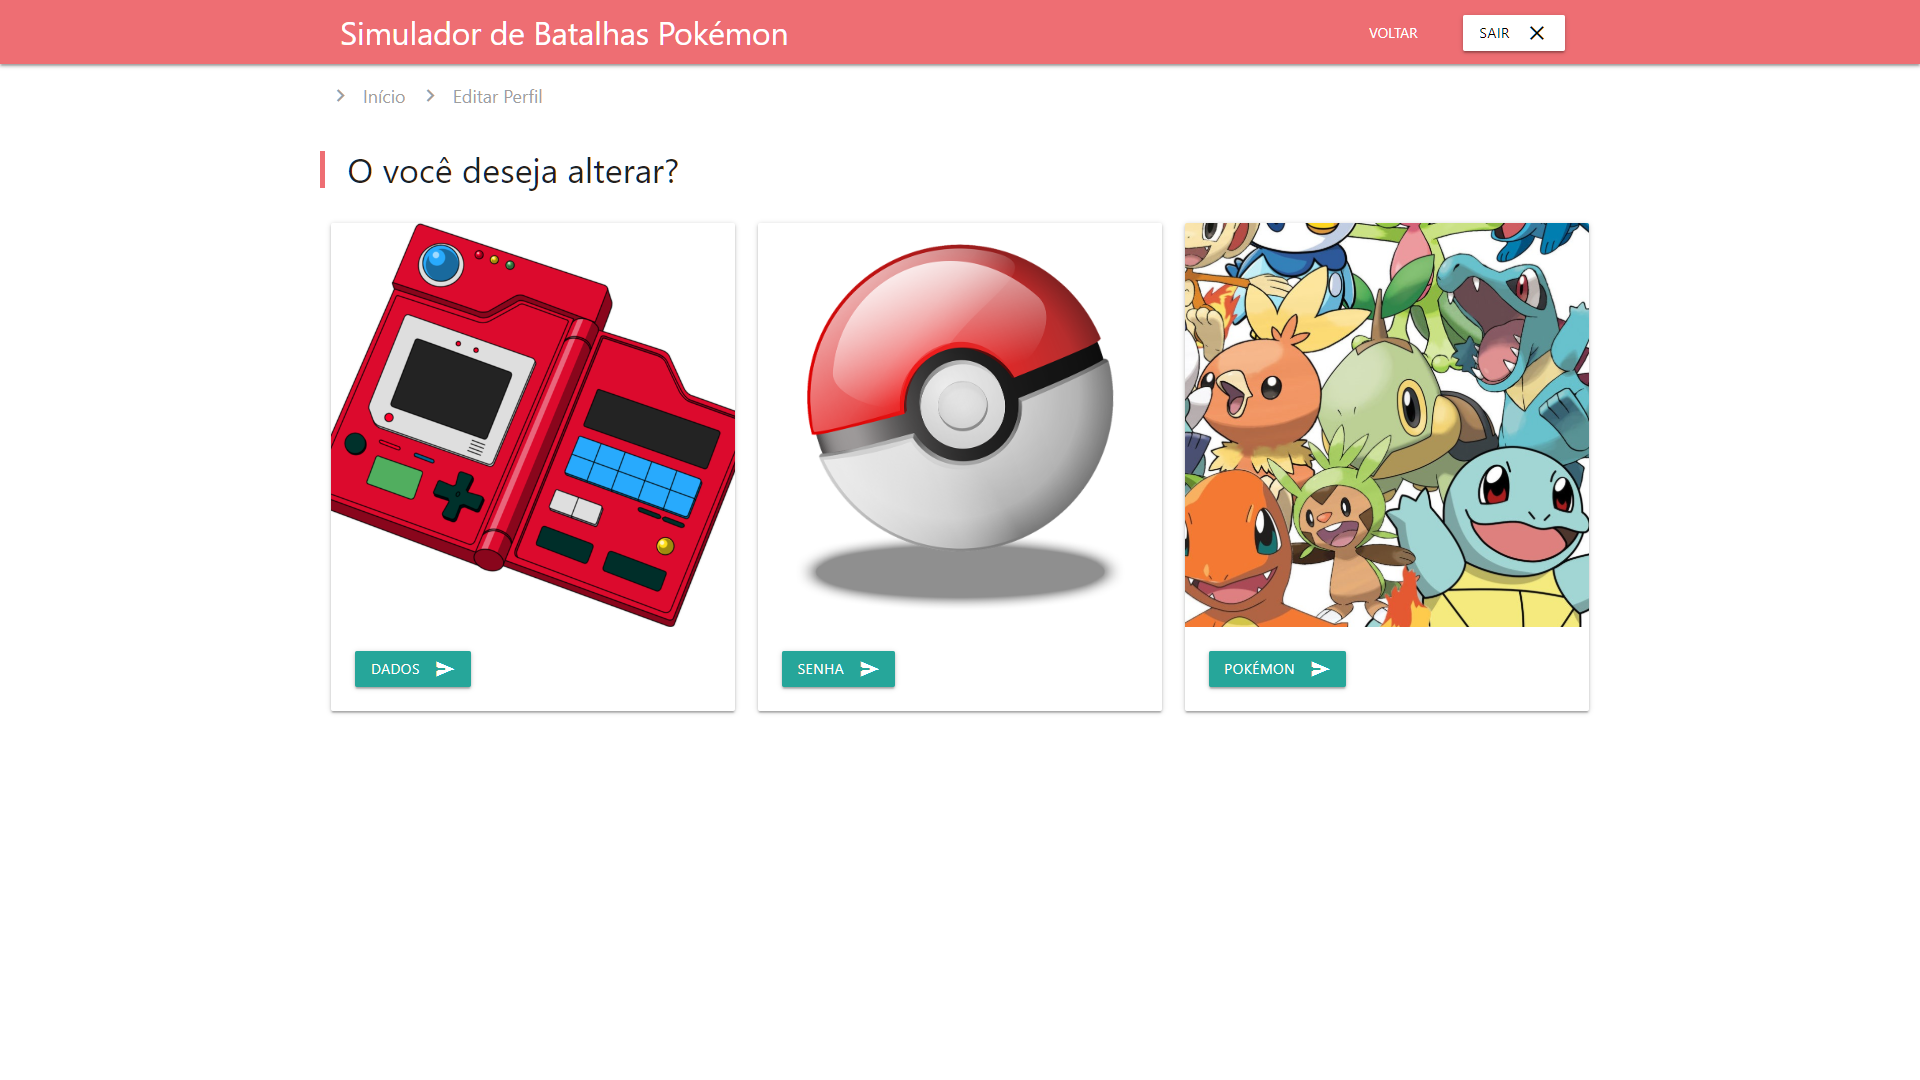 Simulador de Batalhas Pokémon
VOLTAR
SAIR
Início
Editar Perfil
O você deseja alterar?
DADOS
SENHA
POKÉMON